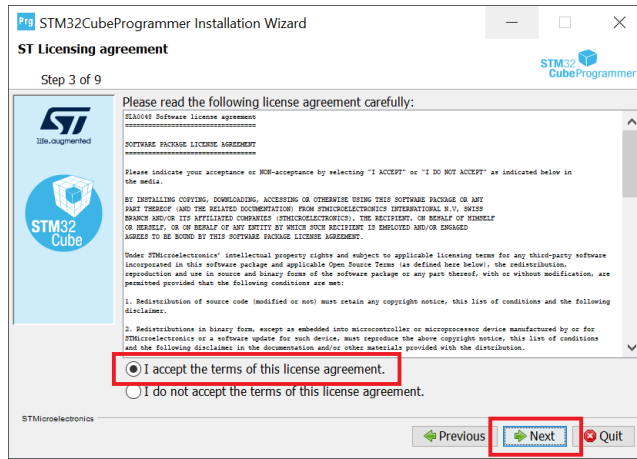 Prg STM32CubeProgrammer Installation Wizard
ST Licensing agreement
Step 3 of 9
STM32
CubeProgrammer
life.augmented
STM32
Cube
Please read the following license agreement carefully:
SLA0048 Software license agreement
==================================
SOFTWARE PACKAGE LICENSE AGREEMENT
==================================
Please indicate your acceptance or NON-acceptance by selecting "I ACCEPT" or "I DO NOT ACCEPT" as indicated below in
the media.
BY INSTALLING COPYING, DOWNLOADING, ACCESSING OR OTHERWISE USING THIS SOFTWARE PACKAGE OR ANY
PART THEREOF (AND THE RELATED DOCUMENTATION) FROM STMICROELECTRONICS INTERNATIONAL N.V, SWISS
BRANCH AND/OR ITS AFFILIATED COMPANIES (STMICROELECTRONICS), THE RECIPIENT, ON BEHALF OF HIMSELF
OR HERSELF, OR ON BEHALF OF ANY ENTITY BY WHICH SUCH RECIPIENT IS EMPLOYED AND/OR ENGAGED
AGREES TO BE BOUND BY THIS SOFTWARE PACKAGE LICENSE AGREEMENT.
Under STMicroelectronics' intellectual property rights and subject to applicable licensing terms for any third-party software
incorporated in this software package and applicable Open Source Terms (as defined here below), the redistribution,
reproduction and use in source and binary forms of the software package or any part thereof, with or without modification, are
permitted provided that the following conditions are met:
1. Redistribution of source code (modified or not) must retain any copyright notice, this list of conditions and the following
disclaimer.
2. Redistributions in binary form, except as embedded into microcontroller or microprocessor device manufactured by or for
STMicroelectronics or a software update for such device, must reproduce the above copyright notice, this list of conditions
and the following disclaimer in the documentation and/or other materials provided with the distribution.
I accept the terms of this license agreement.
I do not accept the terms of this license agreement.
STMicroelectronics
Previous
Next
Quit